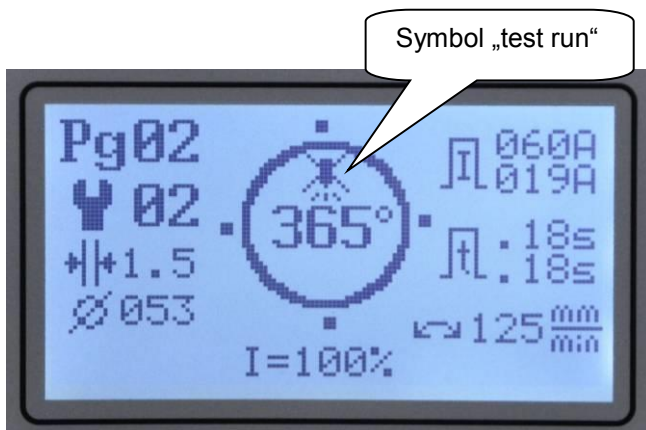 Symbol „test run“
Pg02
02
1.5
Ø053
365°
I=100%
I 060A
019A
t .18s
.18s
125 mm/min